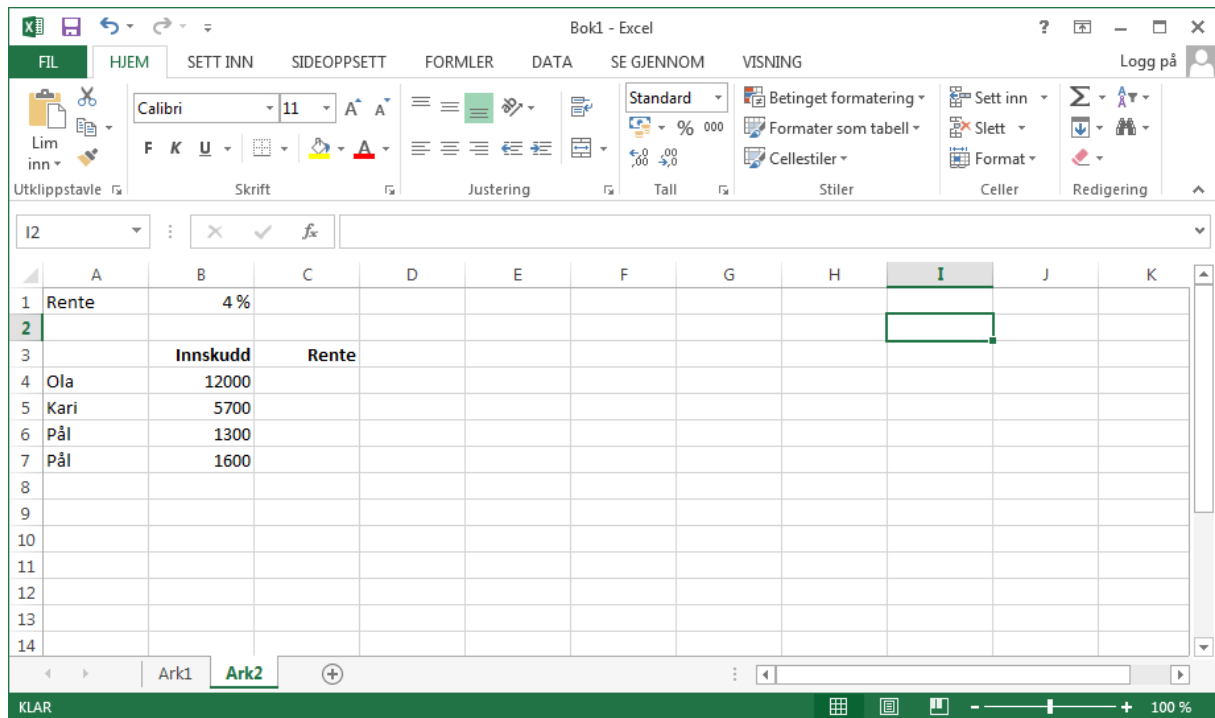 Bok1 - Excel
?
FIL HJEM SETT INN SIDEOPPSETT FORMLER DATA SE GJENNOM VISNING Logg på
Lim inn
Calibri 11 A A
F K U A
Standard
% 000
Betinget formatering
Formater som tabell
Cellestiler
Sett inn
Slett
Format
Utklippstavle Skrift Justering Tall Stiler Celler Redigering
I2 fx
A B C D E F G H I J K
1 Rente 4 %
2
3 Innskudd Rente
4 Ola 12000
5 Kari 5700
6 Pål 1300
7 Pål 1600
8
9
10
11
12
13
14
Ark1 Ark2
KLAR 100 %